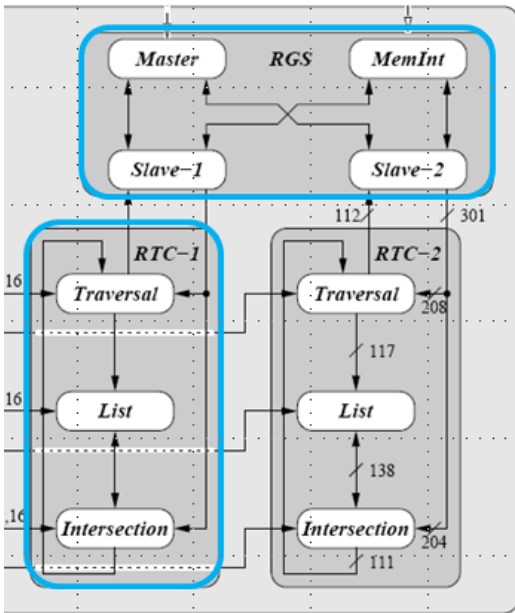 Master RGS MemInt
Slave-1 Slave-2
112 301
RTC-1 RTC-2
16 Traversal Traversal
208
117
16 List List
138
,16 Intersection Intersection
204
111